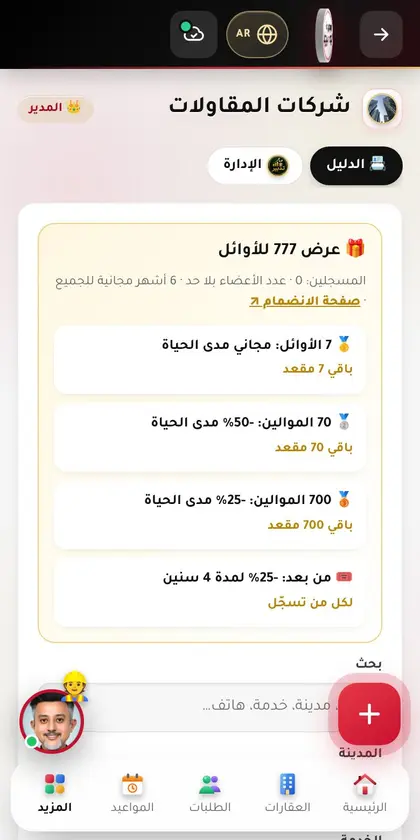 AR
شركات المقاولات
المدير
الدليل
الإدارة
عرض 777 للأوائل
المسجلين: 0 · عدد الأعضاء بلا حد · 6 أشهر مجانية للجميع
· صفحة الانضمام ↗
7 الأوائل: مجاني مدى الحياة
باقي 7 مقعد
70 الموالين: -50% مدى الحياة
باقي 70 مقعد
700 الموالين: -25% مدى الحياة
باقي 700 مقعد
من بعد: -25% لمدة 4 سنين
لكل من تسجّل
بحث
مدينة، خدمة، هاتف...
المدينة
الرئيسية
العقارات
الطلبات
المواعيد
المزيد